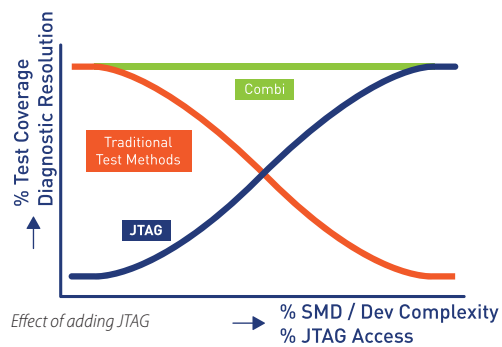 % Test Coverage
Diagnostic Resolution
Combi
Traditional
Test Methods
JTAG
Effect of adding JTAG
% SMD / Dev Complexity
% JTAG Access